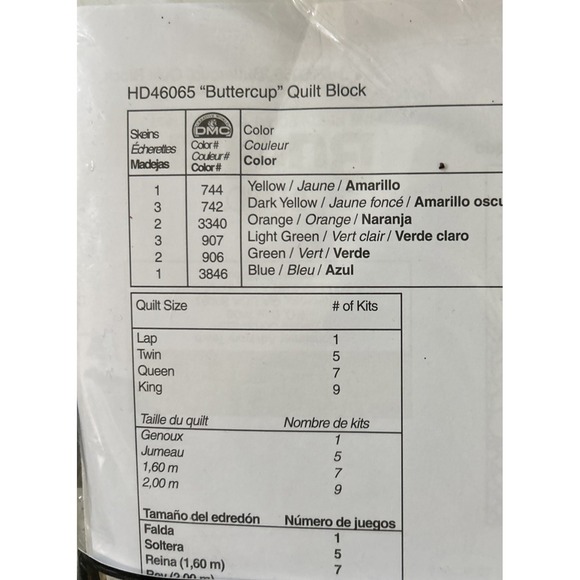 HD46065 “Buttercup” Quilt Block
Skeins Écherettes Madejas
DMC Color # Couleur # Color #
Color Couleur Color
1 744 Yellow / Jaune / Amarillo
3 742 Dark Yellow / Jaune foncé / Amarillo oscu
2 3340 Orange / Orange / Naranja
3 907 Light Green / Vert clair / Verde claro
2 906 Green / Vert / Verde
1 3846 Blue / Bleu / Azul
Quilt Size # of Kits
Lap 1
Twin 5
Queen 7
King 9
Taille du quilt Nombre de kits
Genoux 1
Jumeau 5
1,60 m 7
2,00 m 9
Tamaño del edredón Número de juegos
Falda 1
Soltera 5
Reina (1,60 m) 7
Rey (2,00 m)